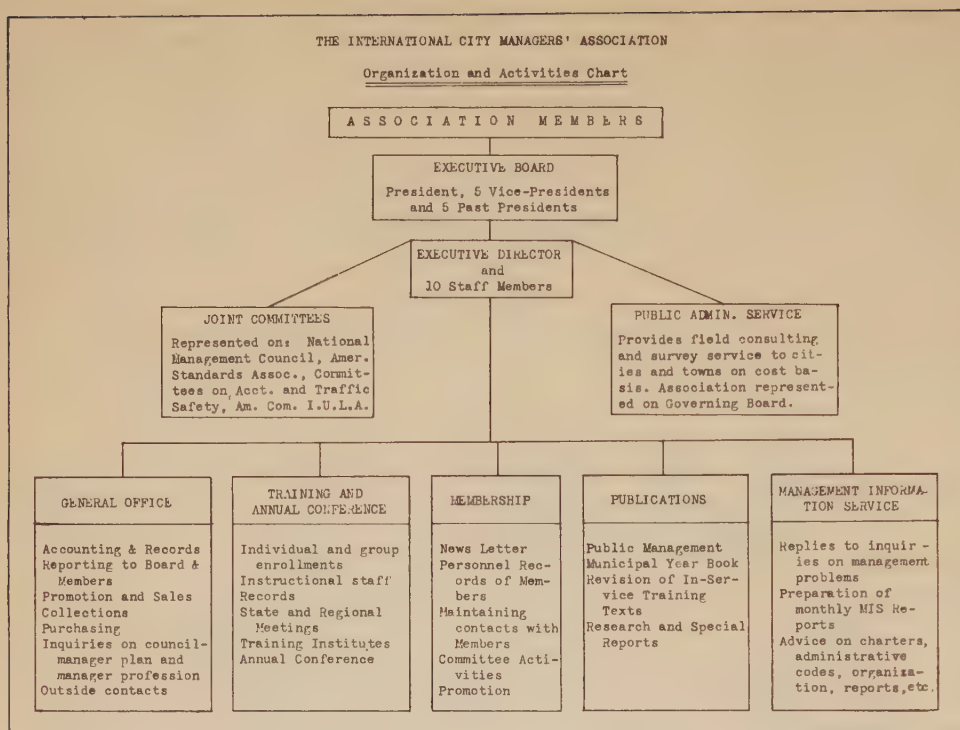 THE INTERNATIONAL CITY MANAGERS' ASSOCIATION
Organization and Activities Chart
ASSOCIATION MEMBERS
EXECUTIVE BOARD
President, 5 Vice-Presidents
and 5 Past Presidents
EXECUTIVE DIRECTOR
and
10 Staff Members
JOINT COMMITTEES
Represented on: National
Management Council, Amer.
Standards Assoc., Commit-
tees on Acct. and Traffic
Safety, Am. Com. I.U.L.A.
PUBLIC ADMIN. SERVICE
Provides field consulting
and survey service to cit-
ies and towns on cost ba-
sis. Association represent-
ed on Governing Board.
GENERAL OFFICE
Accounting & Records
Reporting to Board &
Members
Promotion and Sales
Collections
Purchasing
Inquiries on council-
manager plan and
manager profession
Outside contacts
TRAINING AND
ANNUAL CONFERENCE
Individual and group
enrollments
Instructional staff
Records
State and Regional
Meetings
Training Institutes
Annual Conference
MEMBERSHIP
News Letter
Personnel Rec-
ords of Mem-
bers
Maintaining
contacts with
Members
Committee Acti-
vities
Promotion
PUBLICATIONS
Public Management
Municipal Year Book
Revision of In-Ser-
vice Training
Texts
Research and Special
Reports
MANAGEMENT INFORMA-
TION SERVICE
Replies to inquir-
ies on management
problems
Preparation of
monthly MIS Re-
ports
Advice on charters,
administrative
codes, organiza-
tion, reports,etc.